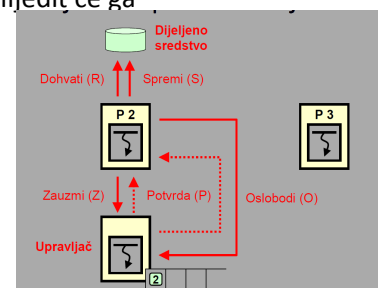 Dijeljeno
sredstvo
Dohvati (R) Spremi (S)
P 2 P 3
Zauzmi (Z) Potvrda (P) Oslobodi (O)
Upravljač
2